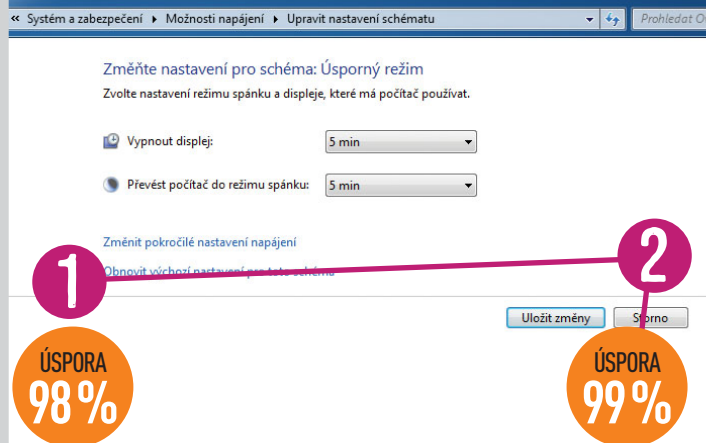 « Systém a zabezpečení ▸ Možnosti napájení ▸ Upravit nastavení schématu
Prohledat O
Změňte nastavení pro schéma: Úsporný režim
Zvolte nastavení režimu spánku a displeje, které má počítač používat.
Vypnout displej: 5 min
Převést počítač do režimu spánku: 5 min
Změnit pokročilé nastavení napájení
Obnovit výchozí nastavení pro toto schéma
1
2
Uložit změny Storno
ÚSPORA
98 %
ÚSPORA
99 %